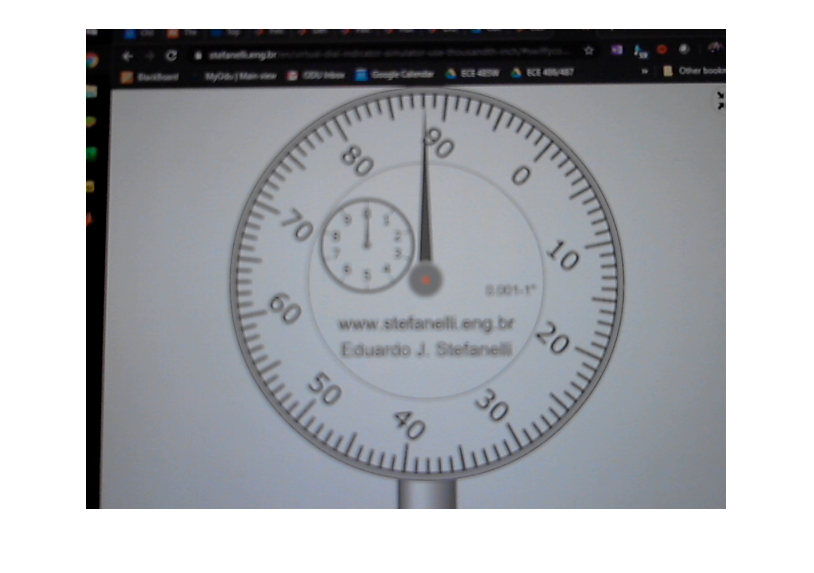 stefanelli.eng.br
BlackBoard MyOdu | Main view ODU Inbox Google Calendar ECE 485W ECE 486/487 » Other bookm
90
80 0
9 0 1
70
8 2
10
7 3
6 5 4
0.001-1"
60
www.stefanelli.eng.br
20
Eduardo J. Stefanelli
50
30
40